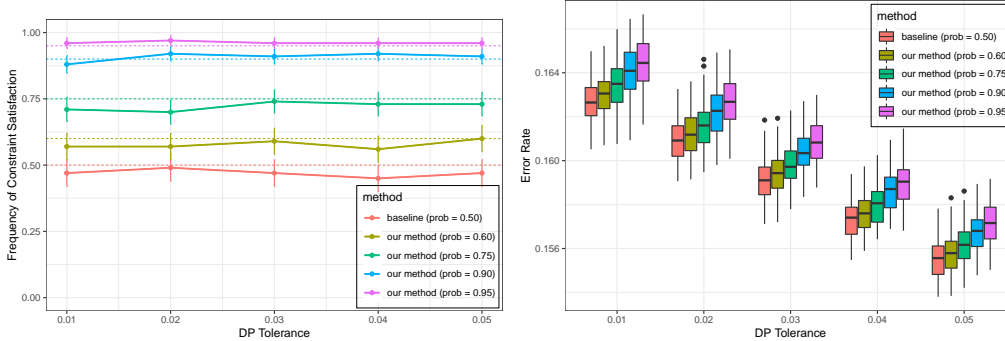 Frequency of Constraint Satisfaction
1.00
0.75
0.50
0.25
0.00
0.01
0.02
0.03
0.04
0.05
DP Tolerance
method
baseline (prob = 0.50)
our method (prob = 0.60)
our method (prob = 0.75)
our method (prob = 0.90)
our method (prob = 0.95)
Error Rate
0.164
0.160
0.156
0.01
0.02
0.03
0.04
0.05
DP Tolerance
method
baseline (prob = 0.50)
our method (prob = 0.60
our method (prob = 0.75
our method (prob = 0.90
our method (prob = 0.95